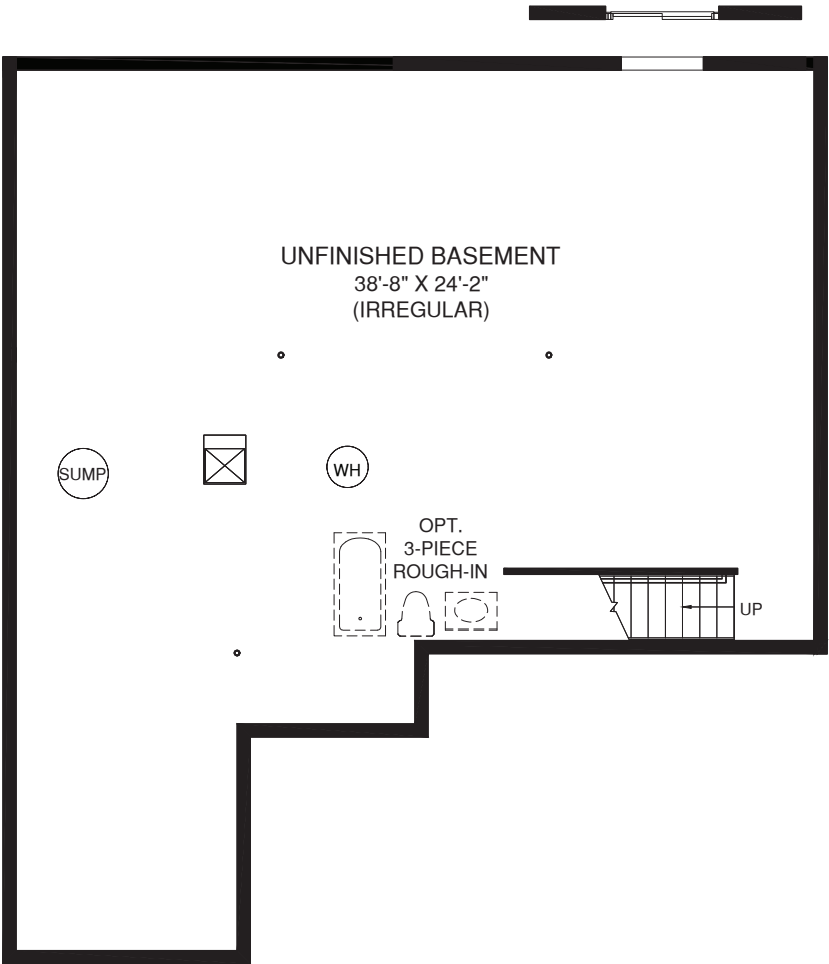 UNFINISHED BASEMENT
38'-8" X 24'-2"
(IRREGULAR)
SUMP
WH
OPT.
3-PIECE
ROUGH-IN
UP